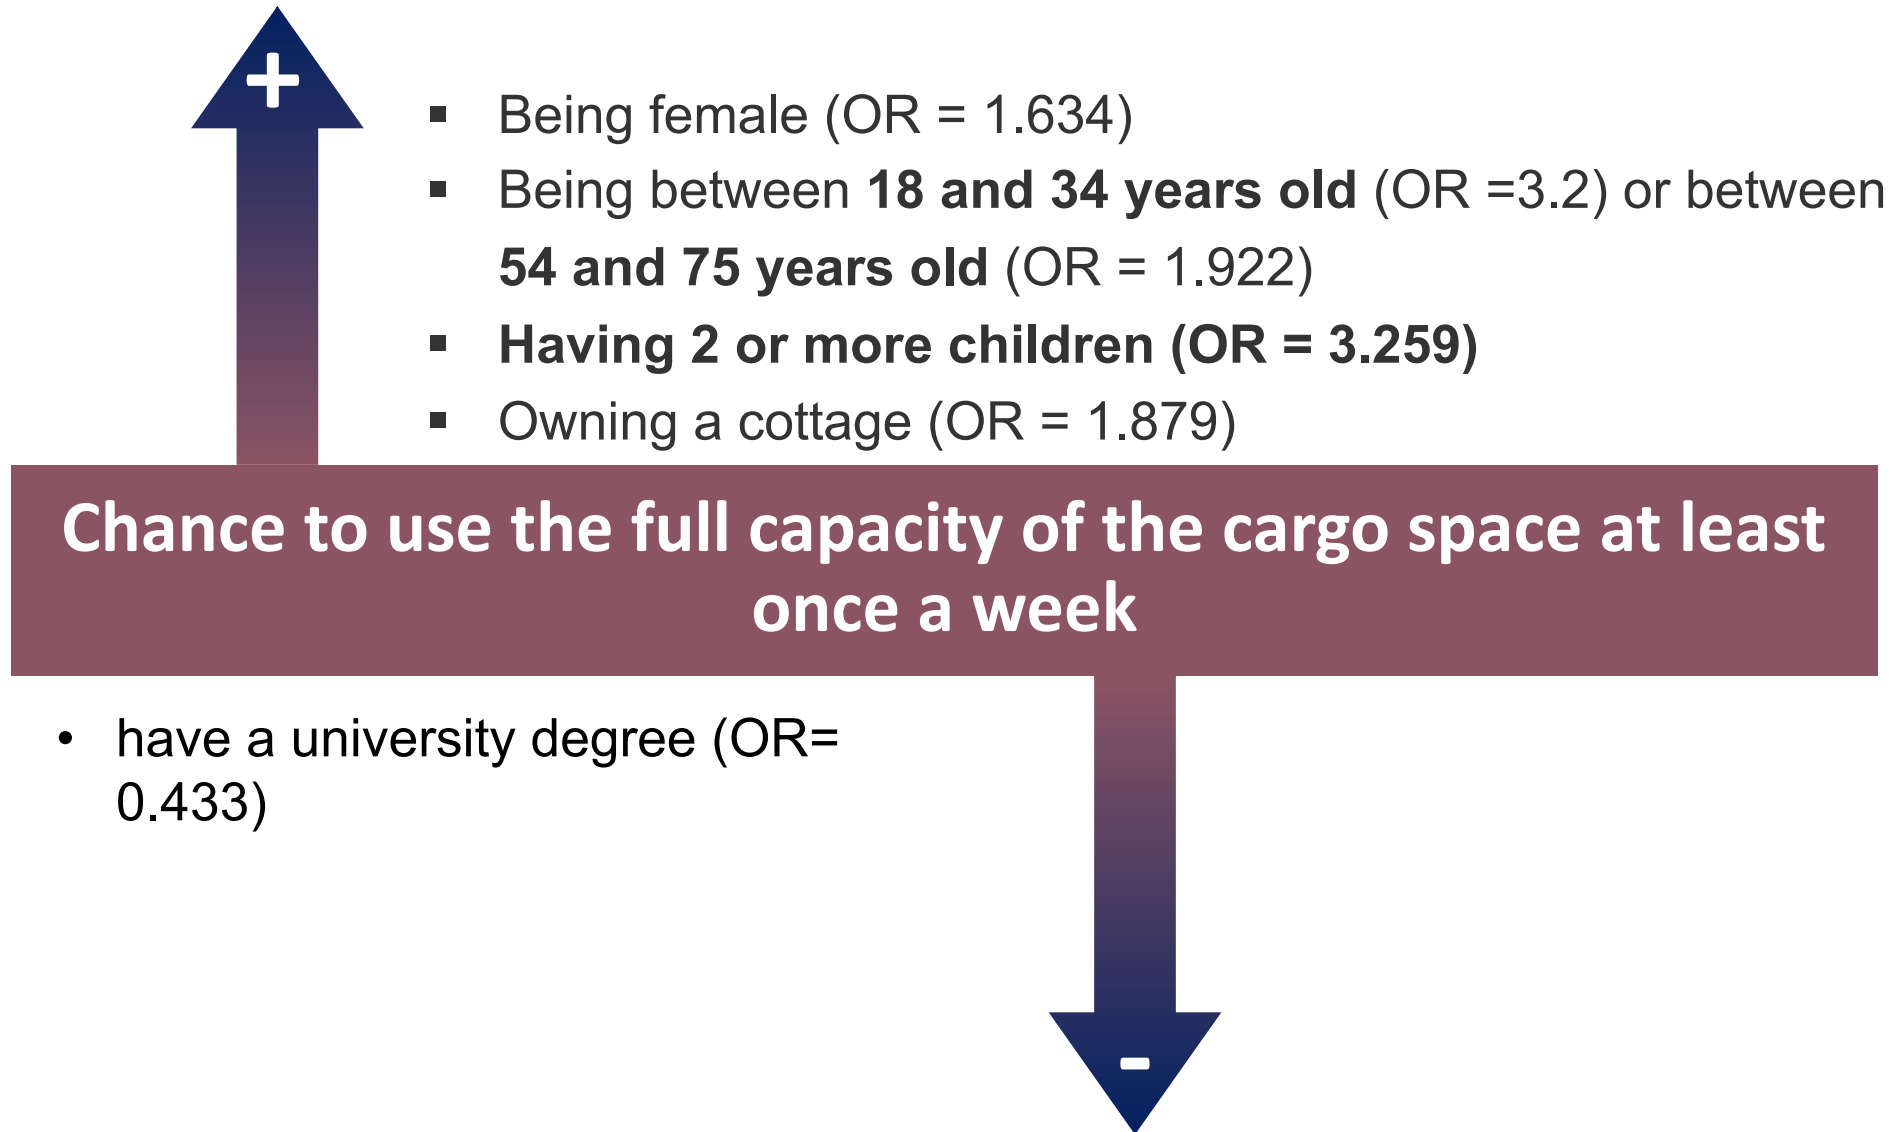 +
▪ Being female (OR = 1.634)
▪ Being between 18 and 34 years old (OR =3.2) or between
54 and 75 years old (OR = 1.922)
▪ Having 2 or more children (OR = 3.259)
▪ Owning a cottage (OR = 1.879)
Chance to use the full capacity of the cargo space at least
once a week
• have a university degree (OR=
0.433)
-